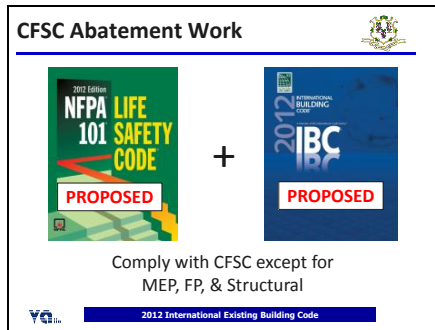 CFSC Abatement Work
2012 Edition
NFPA LIFE
101 SAFETY
CODE
PROPOSED
+
2012
INTERNATIONAL
BUILDING
CODE
IBC
PROPOSED
Comply with CFSC except for
MEP, FP, & Structural
2012 International Existing Building Code